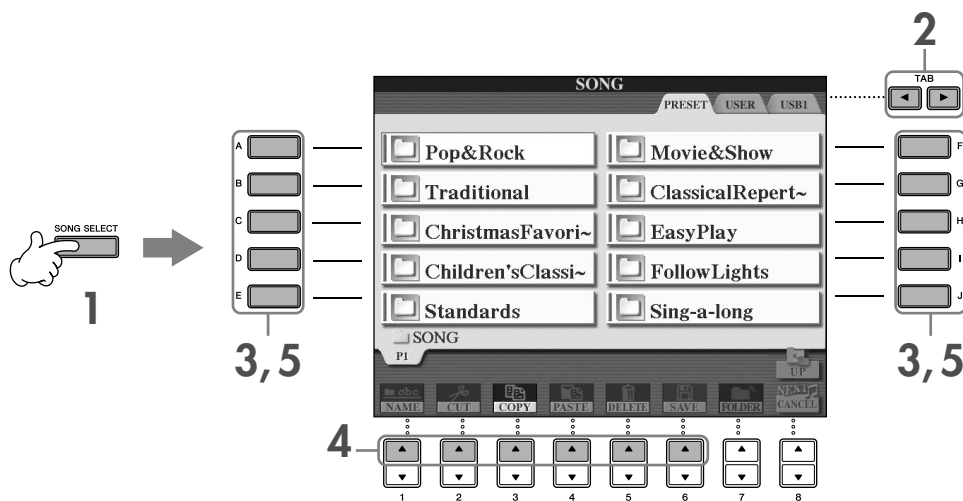 2
TAB
SONG
PRESET USER USB1
A Pop&Rock Movie&Show F
B Traditional ClassicalRepert~ G
SONG SELECT
C ChristmasFavori~ EasyPlay H
D Children'sClassi~ FollowLights I
E Standards Sing-a-long J
1
SONG
3, 5
P1
3, 5
UP
abc
NEXT
NAME CUT COPY PASTE DELETE SAVE FOLDER CANCEL
4
1 2 3 4 5 6 7 8